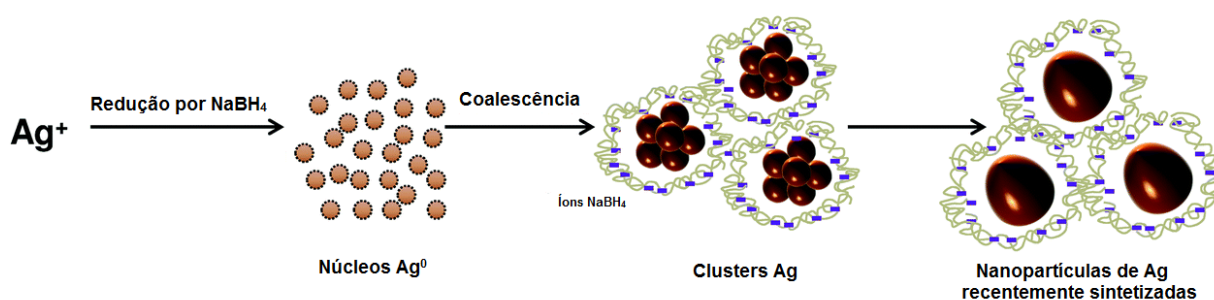 Ag⁺
Redução por NaBH₄
Núcleos Ag⁰
Coalescência
Íons NaBH₄
Clusters Ag
Nanopartículas de Ag
recentemente sintetizadas